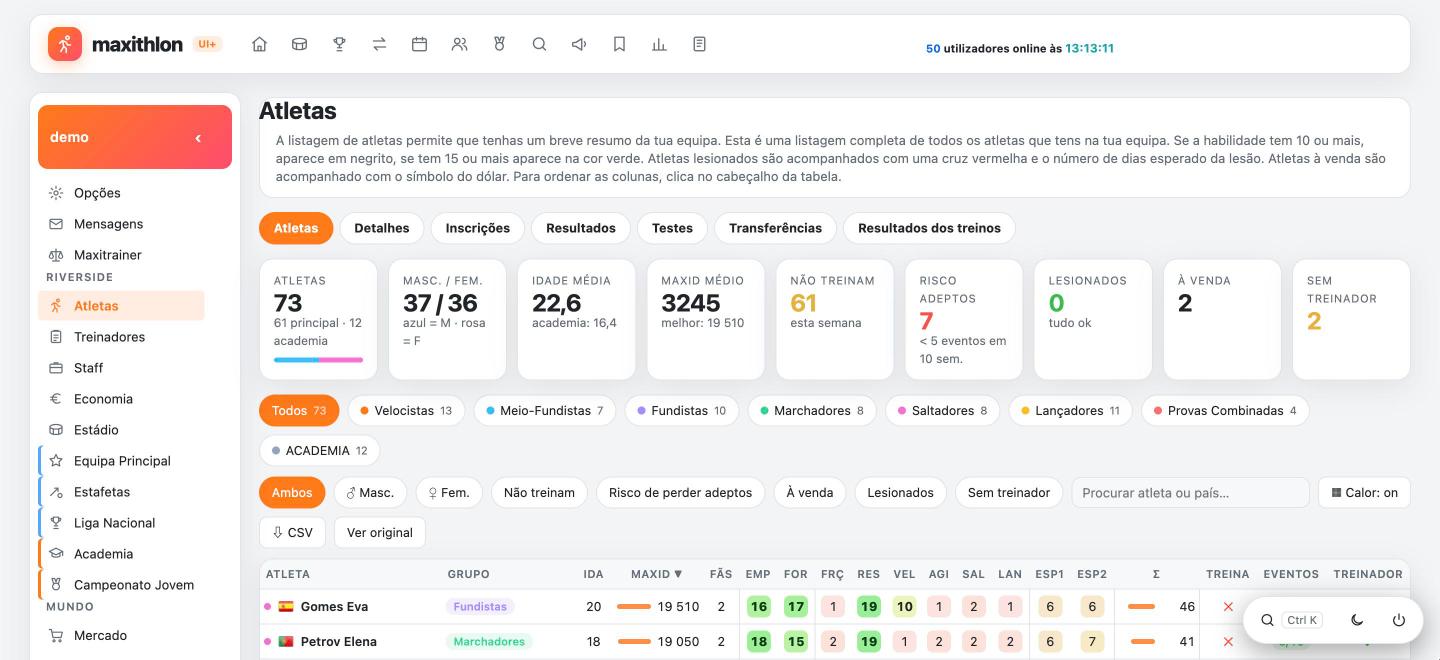 maxithlon UI+
50 utilizadores online às 13:13:11
demo ‹
Opções
Mensagens
Maxitrainer
RIVERSIDE
Atletas
Treinadores
Staff
Economia
Estádio
Equipa Principal
Estafetas
Liga Nacional
Academia
Campeonato Jovem
MUNDO
Mercado
Atletas
A listagem de atletas permite que tenhas um breve resumo da tua equipa. Esta é uma listagem completa de todos os atletas que tens na tua equipa. Se a habilidade tem 10 ou mais,
aparece em negrito, se tem 15 ou mais aparece na cor verde. Atletas lesionados são acompanhados com uma cruz vermelha e o número de dias esperado da lesão. Atletas à venda são
acompanhado com o símbolo do dólar. Para ordenar as colunas, clica no cabeçalho da tabela.
Atletas Detalhes Inscrições Resultados Testes Transferências Resultados dos treinos
ATLETAS
73
61 principal · 12
academia
MASC. / FEM.
37 / 36
azul = M · rosa
= F
IDADE MÉDIA
22,6
academia: 16,4
MAXID MÉDIO
3245
melhor: 19 510
NÃO TREINAM
61
esta semana
RISCO
ADEPTOS
7
< 5 eventos em
10 sem.
LESIONADOS
0
tudo ok
À VENDA
2
SEM
TREINADOR
2
Todos 73 Velocistas 13 Meio-Fundistas 7 Fundistas 10 Marchadores 8 Saltadores 8 Lançadores 11 Provas Combinadas 4
ACADEMIA 12
Ambos ♂ Masc. ♀ Fem. Não treinam Risco de perder adeptos À venda Lesionados Sem treinador Procurar atleta ou país... ▦ Calor: on
⇩ CSV Ver original
ATLETA GRUPO IDA MAXID ▼ FÃS EMP FOR FRÇ RES VEL AGI SAL LAN ESP1 ESP2 Σ TREINA EVENTOS TREINADOR
Gomes Eva Fundistas 20 19 510 2 16 17 1 19 10 1 2 1 6 6 46 ✕
Petrov Elena Marchadores 18 19 050 2 18 15 2 19 1 2 2 2 6 7 41 ✕
Ctrl K